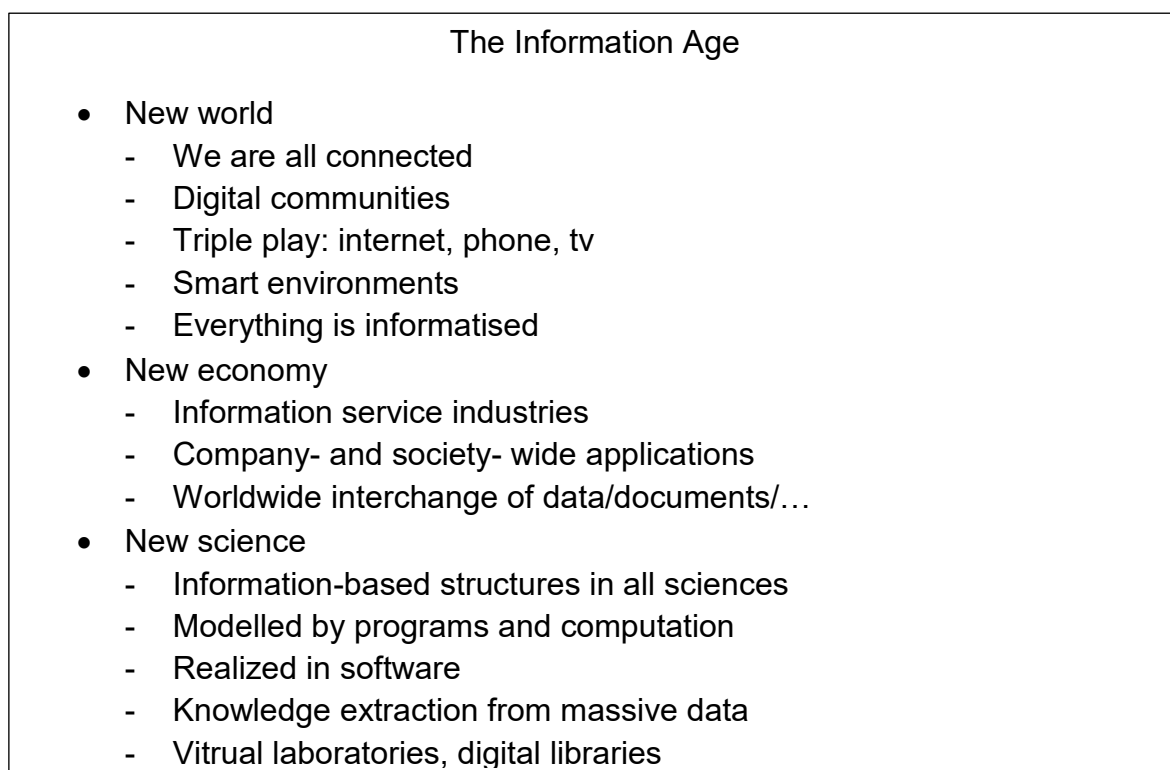 The Information Age
• New world
- We are all connected
- Digital communities
- Triple play: internet, phone, tv
- Smart environments
- Everything is informatised
• New economy
- Information service industries
- Company- and society- wide applications
- Worldwide interchange of data/documents/…
• New science
- Information-based structures in all sciences
- Modelled by programs and computation
- Realized in software
- Knowledge extraction from massive data
- Vitrual laboratories, digital libraries